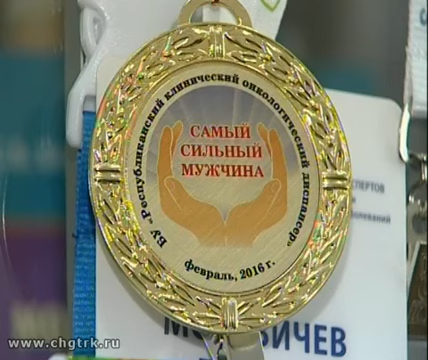 БУ «Республиканский клинический онкологический диспансер»
САМЫЙ
СИЛЬНЫЙ
МУЖЧИНА
февраль, 2016 г.
www.chgtrk.ru